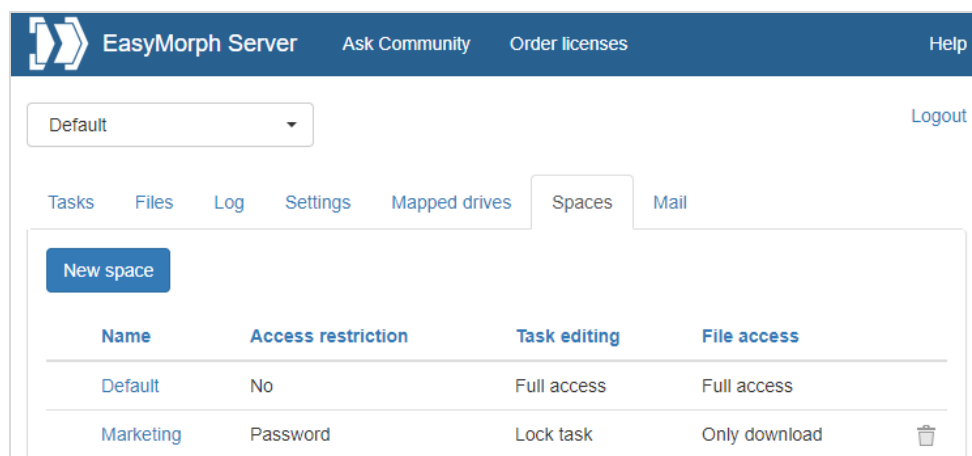 EasyMorph Server Ask Community Order licenses Help
Default Logout
Tasks Files Log Settings Mapped drives Spaces Mail
New space
Name Access restriction Task editing File access
Default No Full access Full access
Marketing Password Lock task Only download